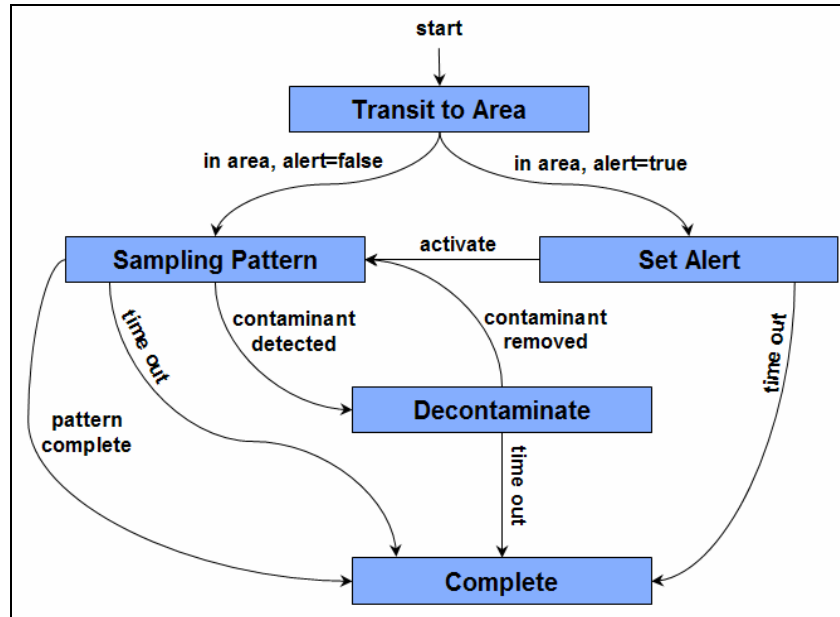 start
Transit to Area
in area, alert=false
in area, alert=true
Sampling Pattern
activate
Set Alert
time out
contaminant
detected
contaminant
removed
time out
Decontaminate
pattern
complete
time out
Complete